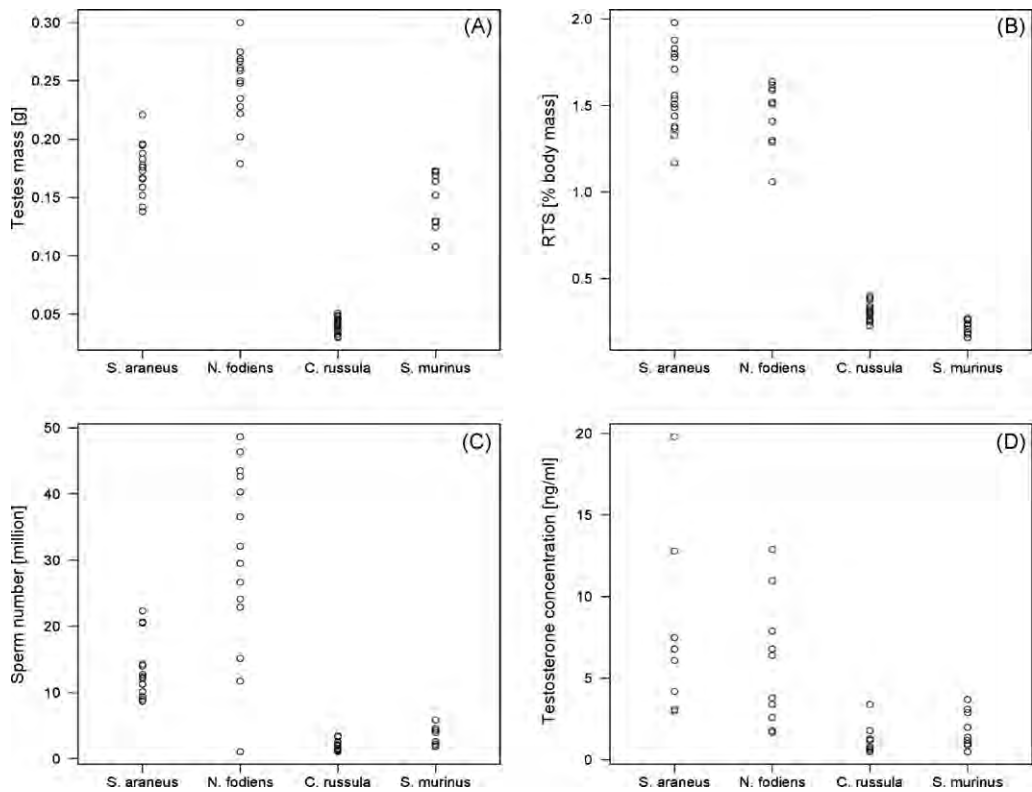 (A)
Testes mass [g]
0.30
0.25
0.20
0.15
0.10
0.05
S. araneus N. fodiens C. russula S. murinus
(B)
RTS [% body mass]
2.0
1.5
1.0
0.5
S. araneus N. fodiens C. russula S. murinus
(C)
Sperm number [million]
50
40
30
20
10
0
S. araneus N. fodiens C. russula S. murinus
(D)
Testosterone concentration [ng/ml]
20
15
10
5
0
S. araneus N. fodiens C. russula S. murinus